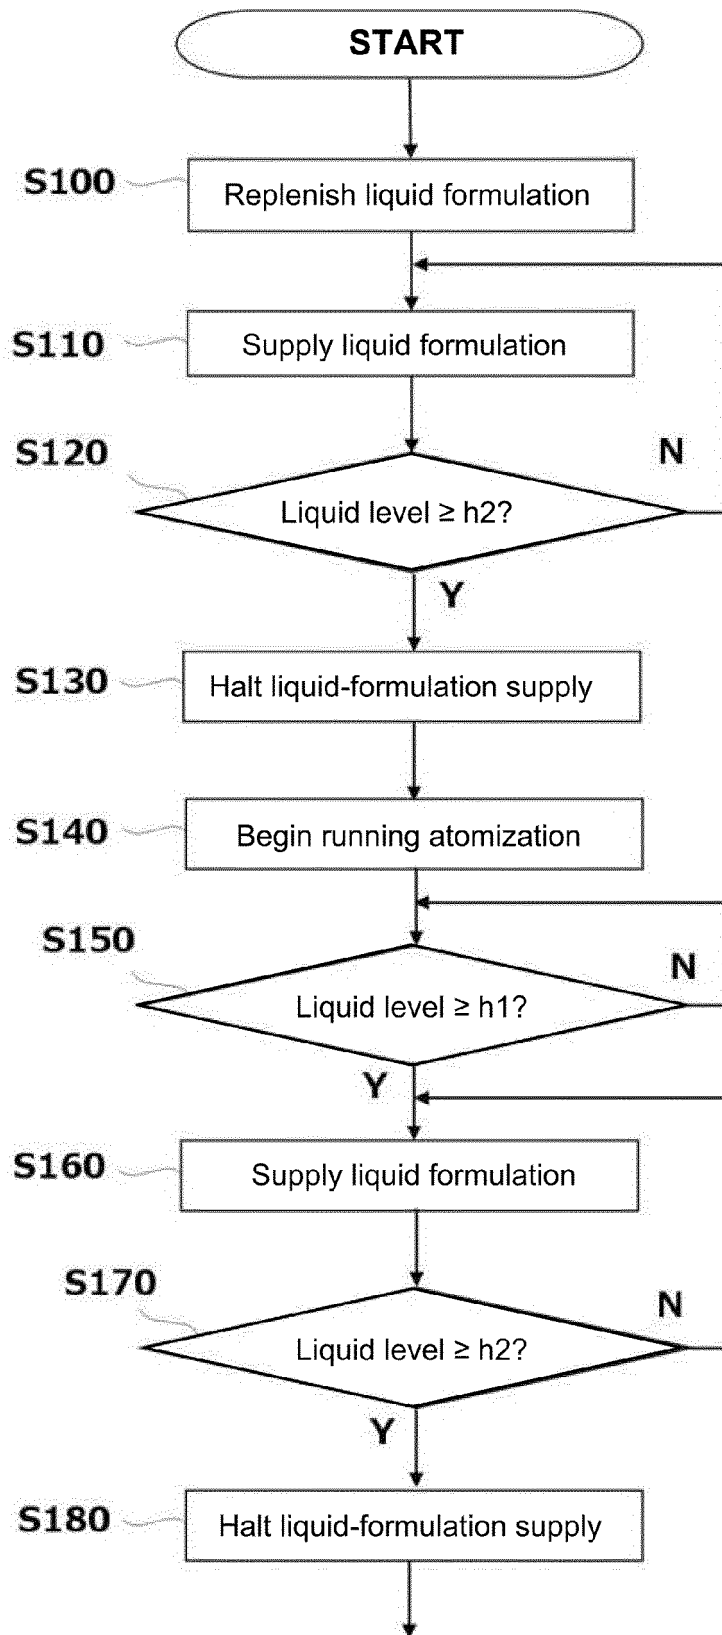 START
S100
Replenish liquid formulation
S110
Supply liquid formulation
S120
N
Liquid level ≥ h2?
Y
S130
Halt liquid-formulation supply
S140
Begin running atomization
S150
N
Liquid level ≥ h1?
Y
S160
Supply liquid formulation
S170
N
Liquid level ≥ h2?
Y
S180
Halt liquid-formulation supply